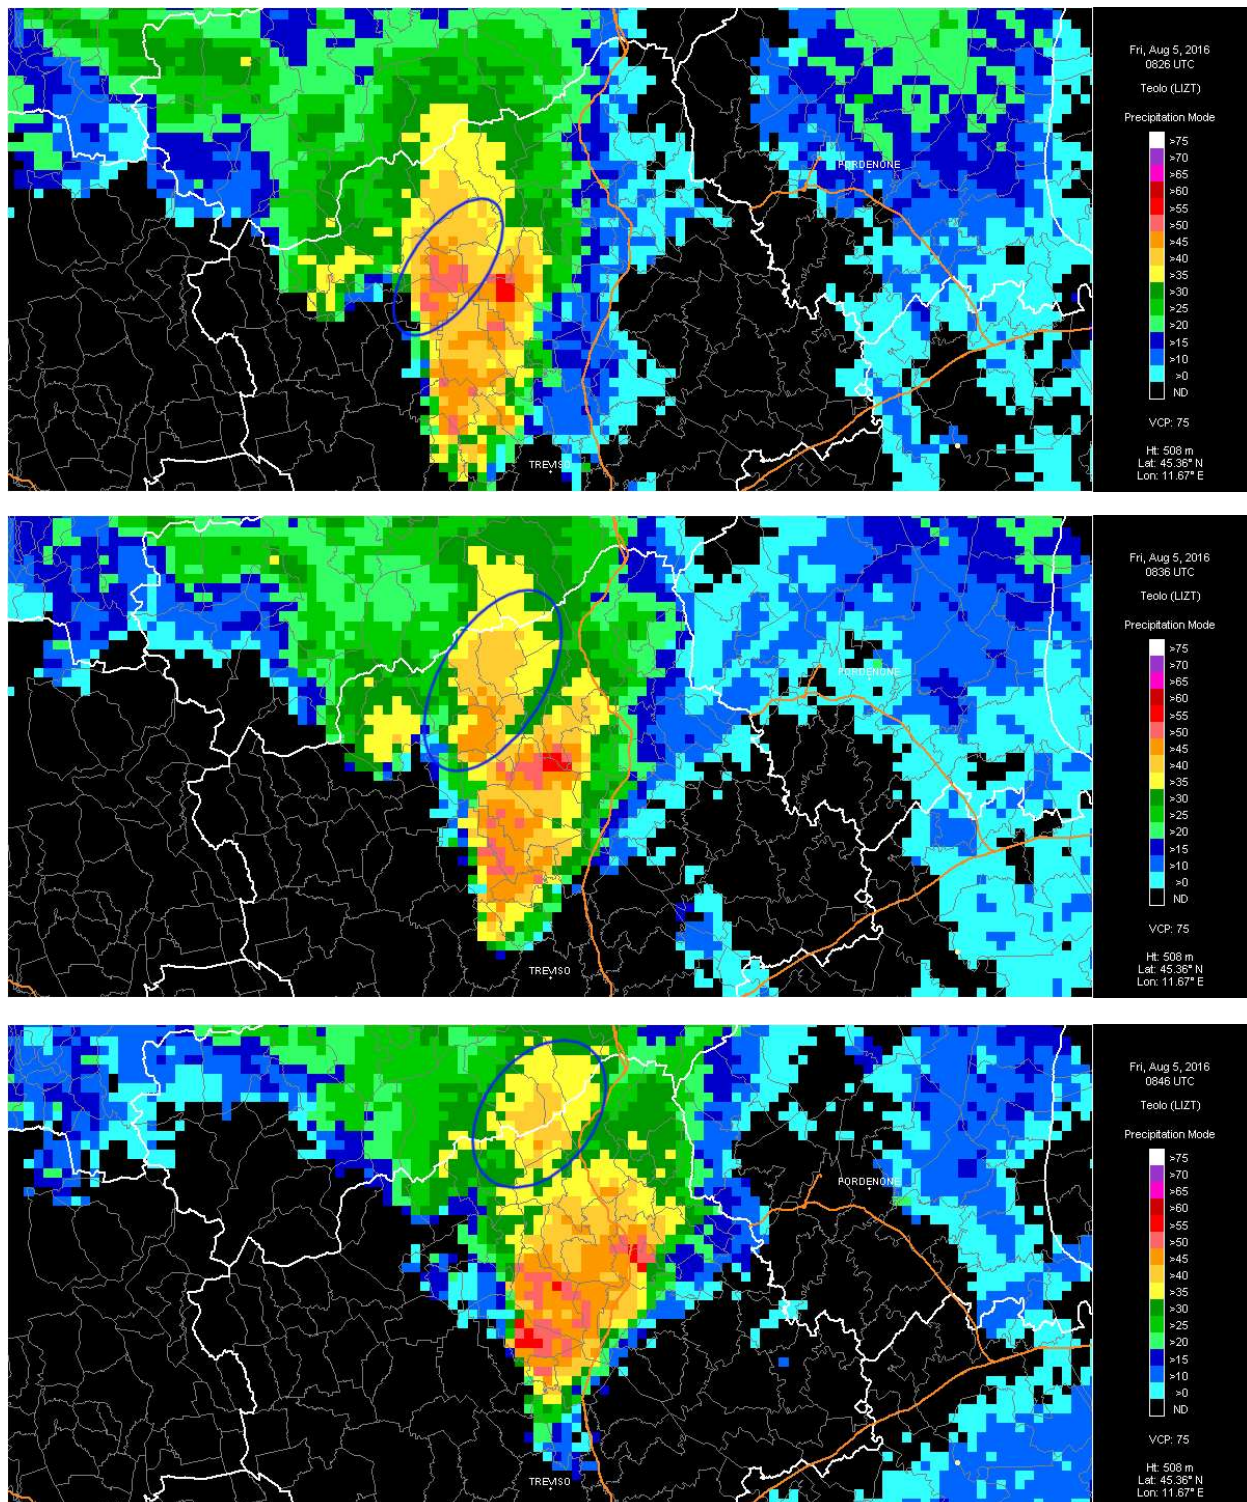 Fri, Aug 5, 2016
0826 UTC
Teolo (LIZT)
Precipitation Mode
>75
>70
>65
>60
>55
>50
>45
>40
>35
>30
>25
>20
>15
>10
>0
ND
VCP: 75
Ht: 508 m
Lat: 45.36° N
Lon: 11.67° E
PORDENONE
TREVISO
Fri, Aug 5, 2016
0836 UTC
Teolo (LIZT)
Precipitation Mode
>75
>70
>65
>60
>55
>50
>45
>40
>35
>30
>25
>20
>15
>10
>0
ND
VCP: 75
Ht: 508 m
Lat: 45.36° N
Lon: 11.67° E
PORDENONE
TREVISO
Fri, Aug 5, 2016
0846 UTC
Teolo (LIZT)
Precipitation Mode
>75
>70
>65
>60
>55
>50
>45
>40
>35
>30
>25
>20
>15
>10
>0
ND
VCP: 75
Ht: 508 m
Lat: 45.36° N
Lon: 11.67° E
PORDENONE
TREVISO